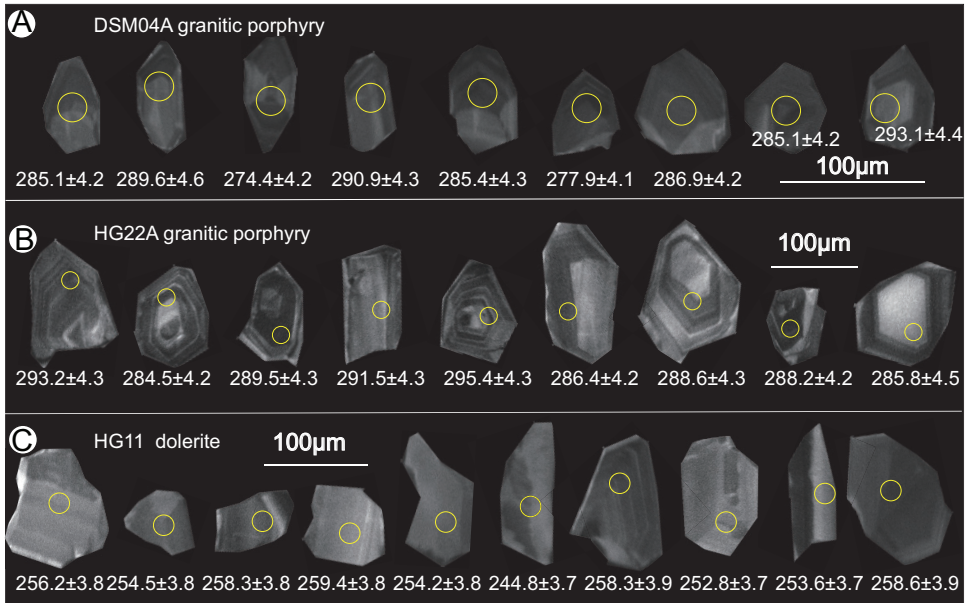 A DSM04A granitic porphyry
285.1±4.2 289.6±4.6 274.4±4.2 290.9±4.3 285.4±4.3 277.9±4.1 286.9±4.2 285.1±4.2 293.1±4.4
100μm
B HG22A granitic porphyry
100μm
293.2±4.3 284.5±4.2 289.5±4.3 291.5±4.3 295.4±4.3 286.4±4.2 288.6±4.3 288.2±4.2 285.8±4.5
C HG11 dolerite 100μm
256.2±3.8 254.5±3.8 258.3±3.8 259.4±3.8 254.2±3.8 244.8±3.7 258.3±3.9 252.8±3.7 253.6±3.7 258.6±3.9